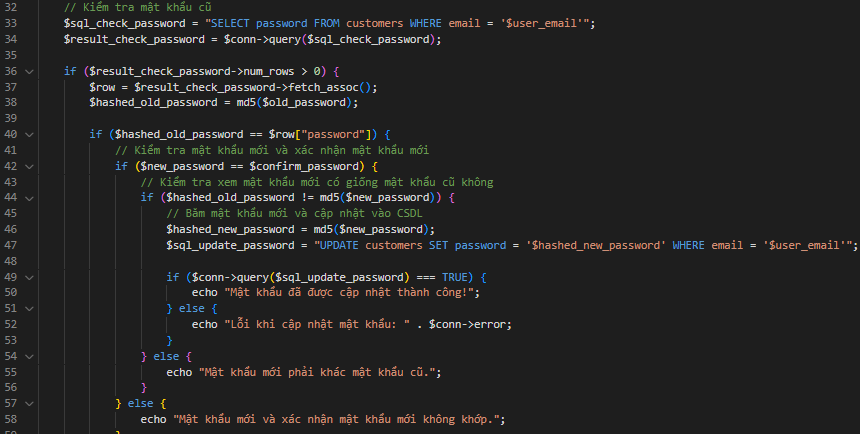 32 // Kiểm tra mật khẩu cũ
33 $sql_check_password = "SELECT password FROM customers WHERE email = '$user_email'";
34 $result_check_password = $conn->query($sql_check_password);
35
36 if ($result_check_password->num_rows > 0) {
37 $row = $result_check_password->fetch_assoc();
38 $hashed_old_password = md5($old_password);
39
40 if ($hashed_old_password == $row["password"]) {
41 // Kiểm tra mật khẩu mới và xác nhận mật khẩu mới
42 if ($new_password == $confirm_password) {
43 // Kiểm tra xem mật khẩu mới có giống mật khẩu cũ không
44 if ($hashed_old_password != md5($new_password)) {
45 // Băm mật khẩu mới và cập nhật vào CSDL
46 $hashed_new_password = md5($new_password);
47 $sql_update_password = "UPDATE customers SET password = '$hashed_new_password' WHERE email = '$user_email'";
48
49 if ($conn->query($sql_update_password) === TRUE) {
50 echo "Mật khẩu đã được cập nhật thành công!";
51 } else {
52 echo "Lỗi khi cập nhật mật khẩu: " . $conn->error;
53 }
54 } else {
55 echo "Mật khẩu mới phải khác mật khẩu cũ.";
56 }
57 } else {
58 echo "Mật khẩu mới và xác nhận mật khẩu mới không khớp.";